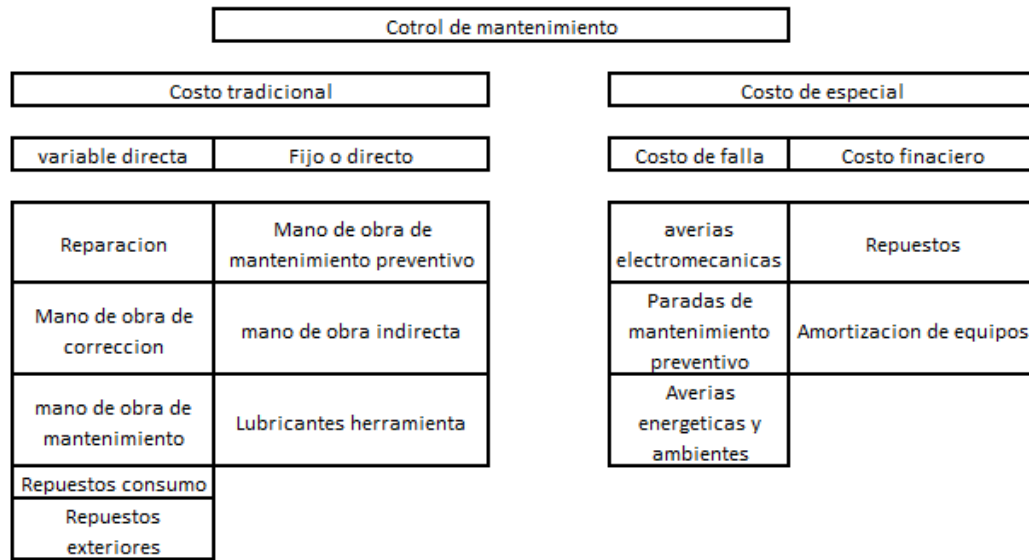 Cotrol de mantenimiento
Costo tradicional
Costo de especial
variable directa
Fijo o directo
Costo de falla
Costo finaciero
Reparacion
Mano de obra de
mantenimiento preventivo
averias
electromecanicas
Repuestos
Mano de obra de
correccion
mano de obra indirecta
Paradas de
mantenimiento
preventivo
Amortizacion de equipos
mano de obra de
mantenimiento
Lubricantes herramienta
Averias
energeticas y
ambientes
Repuestos consumo
Repuestos
exteriores